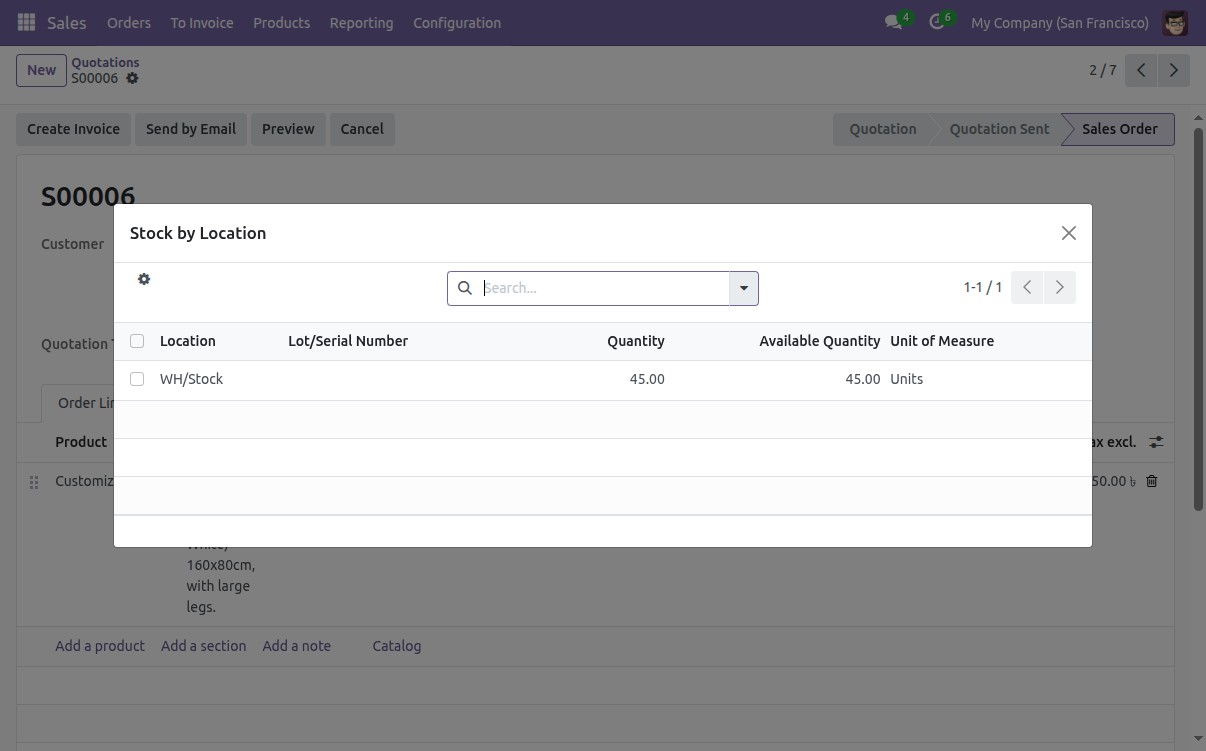 Sales Orders To Invoice Products Reporting Configuration 4 6 My Company (San Francisco)
New Quotations
S00006
2 / 7
Create Invoice Send by Email Preview Cancel Quotation Quotation Sent Sales Order
S00006
Customer
Stock by Location
Search...
1-1 / 1
Quotation T
Location Lot/Serial Number Quantity Available Quantity Unit of Measure
WH/Stock 45.00 45.00 Units
Order Lin
Product ax excl.
Customiz 50.00 ৳
White)
160x80cm,
with large
legs.
Add a product Add a section Add a note Catalog